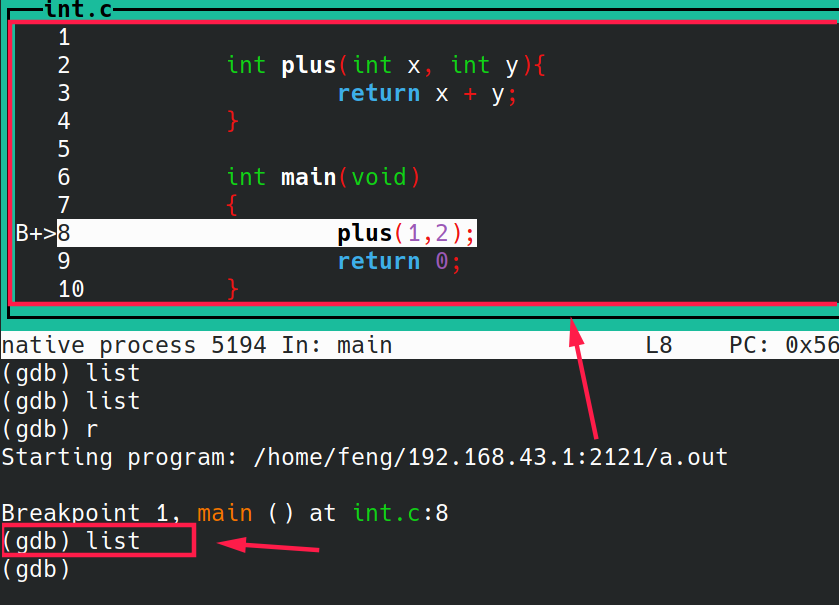 int.c
1
2 int plus(int x, int y){
3 return x + y;
4 }
5
6 int main(void)
7 {
B+>8 plus(1,2);
9 return 0;
10 }
native process 5194 In: main L8 PC: 0x56
(gdb) list
(gdb) list
(gdb) r
Starting program: /home/feng/192.168.43.1:2121/a.out
Breakpoint 1, main () at int.c:8
(gdb) list
(gdb)